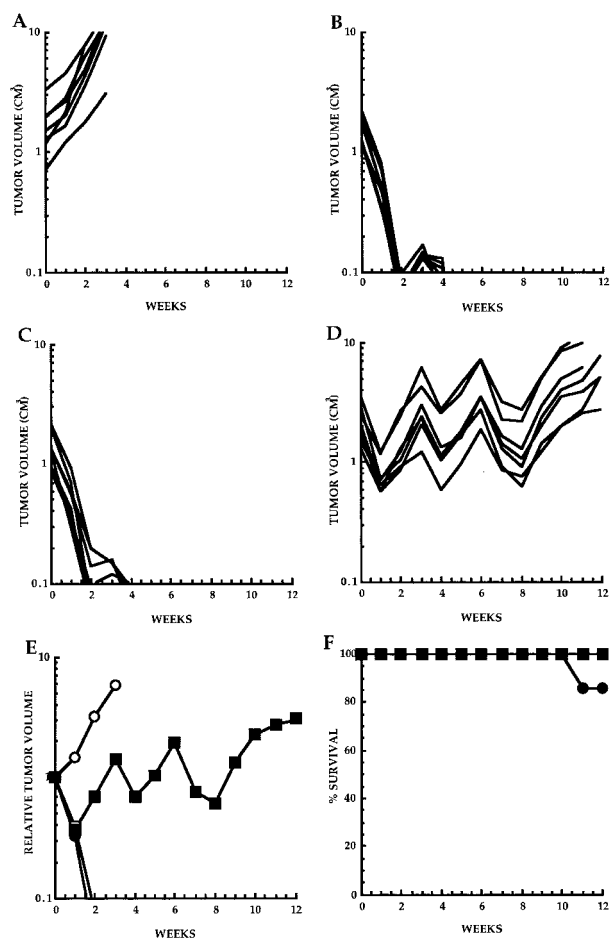 A
B
10
10
TUMOR VOLUME (CM³)
TUMOR VOLUME (CM³)
1
1
0.1
0.1
0 2 4 6 8 10 12
0 2 4 6 8 10 12
WEEKS
WEEKS
C
D
10
10
TUMOR VOLUME (CM³)
TUMOR VOLUME (CM³)
1
1
0.1
0.1
0 2 4 6 8 10 12
0 2 4 6 8 10 12
WEEKS
WEEKS
E
F
10
100
RELATIVE TUMOR VOLUME
% SURVIVAL
80
1
60
40
20
0.1
0
0 2 4 6 8 10 12
0 2 4 6 8 10 12
WEEKS
WEEKS